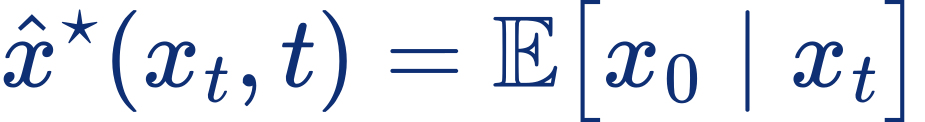 x̂⋆(xₜ, t) = 𝔼[x₀ | xₜ]